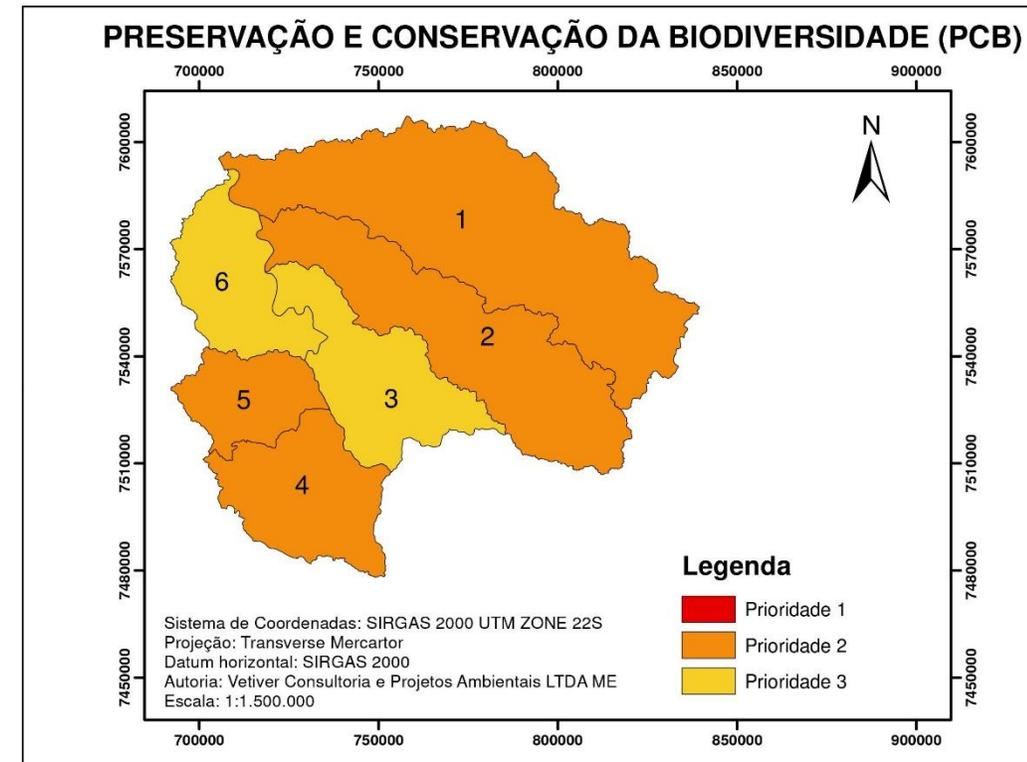 PRESERVAÇÃO E CONSERVAÇÃO DA BIODIVERSIDADE (PCB)
700000 750000 800000 850000 900000
7600000 7600000
N
1
7570000 7570000
6
2
7540000 7540000
5
3
7510000 7510000
4
7480000 7480000
Legenda
Prioridade 1
Prioridade 2
Prioridade 3
Sistema de Coordenadas: SIRGAS 2000 UTM ZONE 22S
Projeção: Transverse Mercartor
Datum horizontal: SIRGAS 2000
Autoria: Vetiver Consultoria e Projetos Ambientais LTDA ME
Escala: 1:1.500.000
7450000 7450000
700000 750000 800000 850000 900000